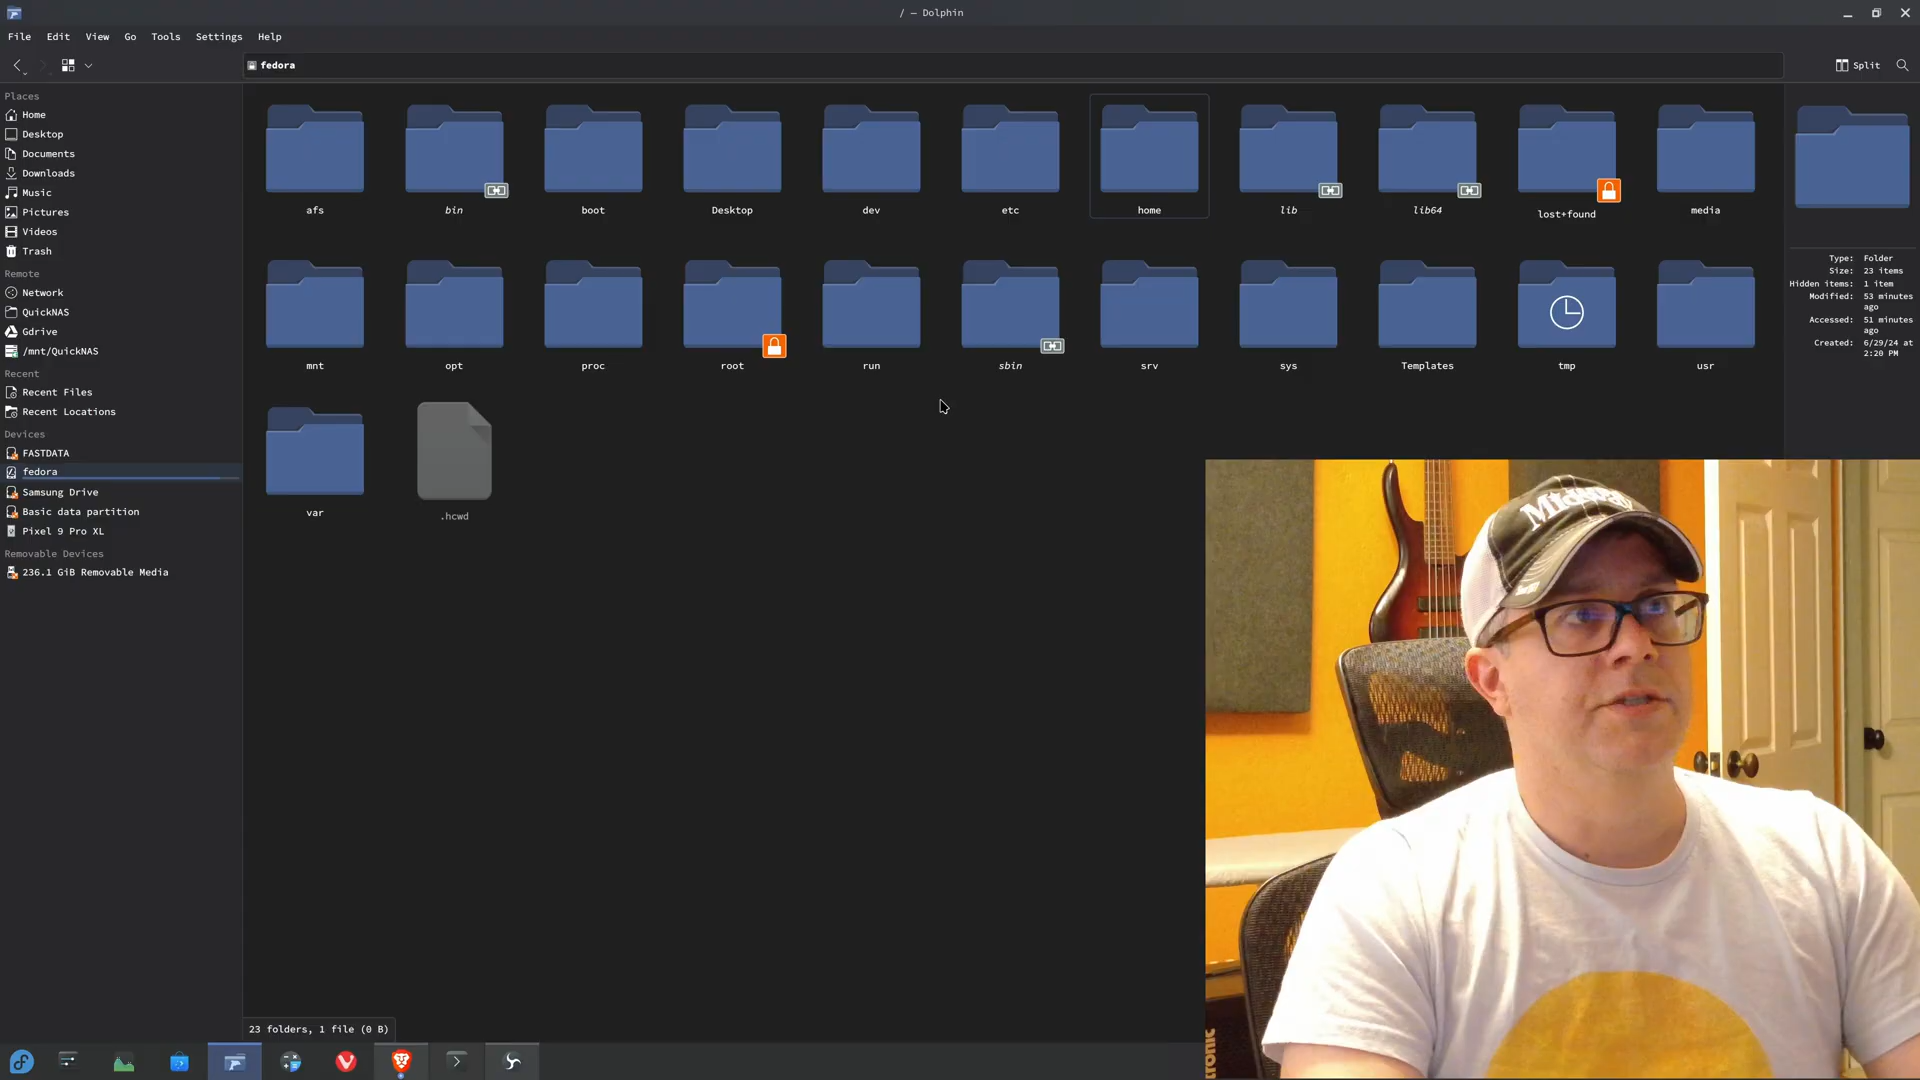 / — Dolphin
File Edit View Go Tools Settings Help
fedora
Split
Places
Home
Desktop
Documents
Downloads
Music
Pictures
Videos
Trash
Remote
Network
QuickNAS
Gdrive
/mnt/QuickNAS
Recent
Recent Files
Recent Locations
Devices
FASTDATA
fedora
Samsung Drive
Basic data partition
Pixel 9 Pro XL
Removable Devices
236.1 GiB Removable Media
afs bin boot Desktop dev etc home lib lib64 lost+found media
mnt opt proc root run sbin srv sys Templates tmp usr
var .hcwd
Type: Folder
Size: 23 items
Hidden items: 1 item
Modified: 53 minutes
ago
Accessed: 51 minutes
ago
Created: 6/29/24 at
2:20 PM
23 folders, 1 file (0 B)
tronic